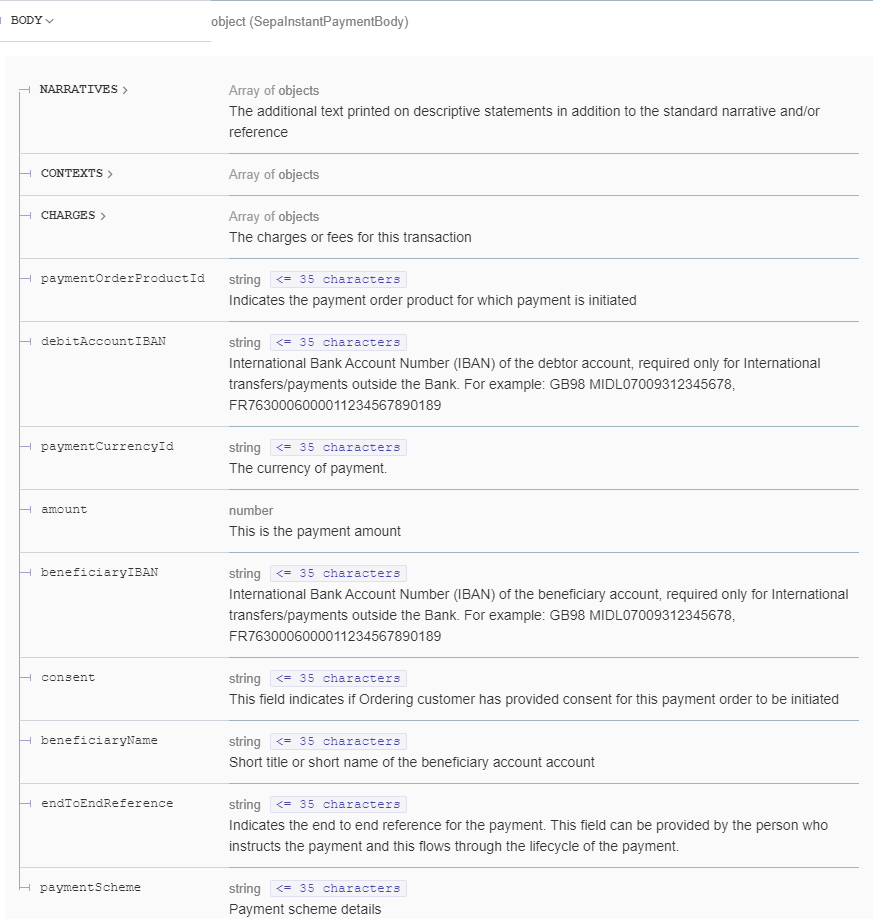 BODY
object (SepaInstantPaymentBody)
NARRATIVES
Array of objects
The additional text printed on descriptive statements in addition to the standard narrative and/or
reference
CONTEXTS
Array of objects
CHARGES
Array of objects
The charges or fees for this transaction
paymentOrderProductId
string <= 35 characters
Indicates the payment order product for which payment is initiated
debitAccountIBAN
string <= 35 characters
International Bank Account Number (IBAN) of the debtor account, required only for International
transfers/payments outside the Bank. For example: GB98 MIDL07009312345678,
FR7630006000011234567890189
paymentCurrencyId
string <= 35 characters
The currency of payment.
amount
number
This is the payment amount
beneficiaryIBAN
string <= 35 characters
International Bank Account Number (IBAN) of the beneficiary account, required only for International
transfers/payments outside the Bank. For example: GB98 MIDL07009312345678,
FR7630006000011234567890189
consent
string <= 35 characters
This field indicates if Ordering customer has provided consent for this payment order to be initiated
beneficiaryName
string <= 35 characters
Short title or short name of the beneficiary account account
endToEndReference
string <= 35 characters
Indicates the end to end reference for the payment. This field can be provided by the person who
instructs the payment and this flows through the lifecycle of the payment.
paymentScheme
string <= 35 characters
Payment scheme details